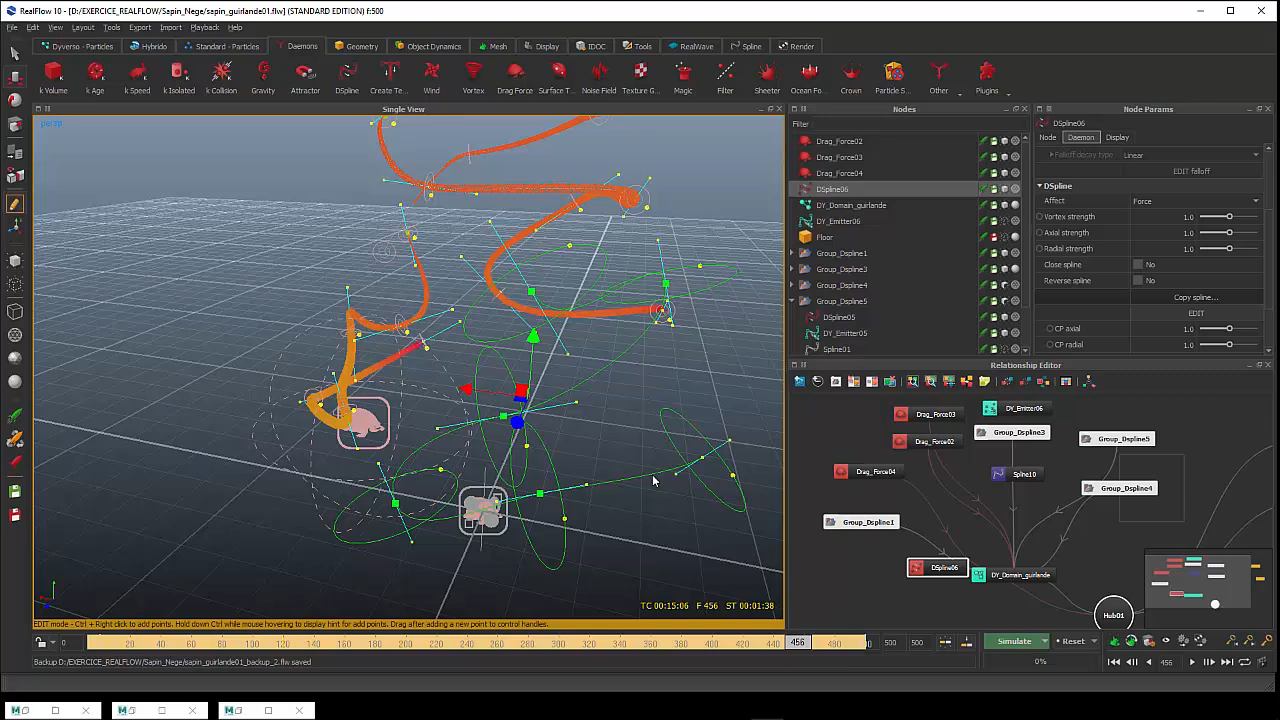 RealFlow 10 - [D:/EXERCICE_REALFLOW/Sapin_Nege/sapin_guirlande01.flw] (STANDARD EDITION) f:500
File Edit View Layout Tools Export Import Playback Help
Dyverso - Particles Hybrido Standard - Particles Daemons Geometry Object Dynamics Mesh Display IDOC Tools RealWave Spline Render
k Volume k Age k Speed k Isolated k Collision Gravity Attractor DSpline Create Te... Wind Vortex Drag Force Surface T... Noise Field Texture G... Magic Filter Sheeter Ocean Fo... Crown Particle S... Other Plugins
Single View
persp
Nodes
Filter
Drag_Force02
Drag_Force03
Drag_Force04
DSpline06
DY_Domain_guirlande
DY_Emitter06
Floor
Group_Dspline1
Group_Dspline3
Group_Dspline4
Group_Dspline5
DSpline05
DY_Emitter05
Spline01
Node Params
DSpline06
Node Daemon Display
Falloff decay type Linear
EDIT falloff
DSpline
Affect Force
Vortex strength 1.0
Axial strength 1.0
Radial strength 1.0
Close spline No
Reverse spline No
Copy spline...
EDIT
CP axial 1.0
CP radial 1.0
Relationship Editor
Drag_Force03
DY_Emitter06
Drag_Force02
Group_Dspline3
Group_Dspline5
Drag_Force04
Spline10
Group_Dspline4
Group_Dspline1
DSpline06
DY_Domain_guirlande
Hub01
TC 00:15:06 F 456 ST 00:01:38
EDIT mode - Ctrl + Right click to add points. Hold down Ctrl while mouse hovering to display hint for add points. Drag after adding a new point to control handles.
0 20 40 60 80 100 120 140 160 180 200 220 240 260 280 300 320 340 360 380 400 420 440 456 480 500 500
Simulate Reset
Backup D:/EXERCICE_REALFLOW/Sapin_Nege/sapin_guirlande01_backup_2.flw saved
0% 456